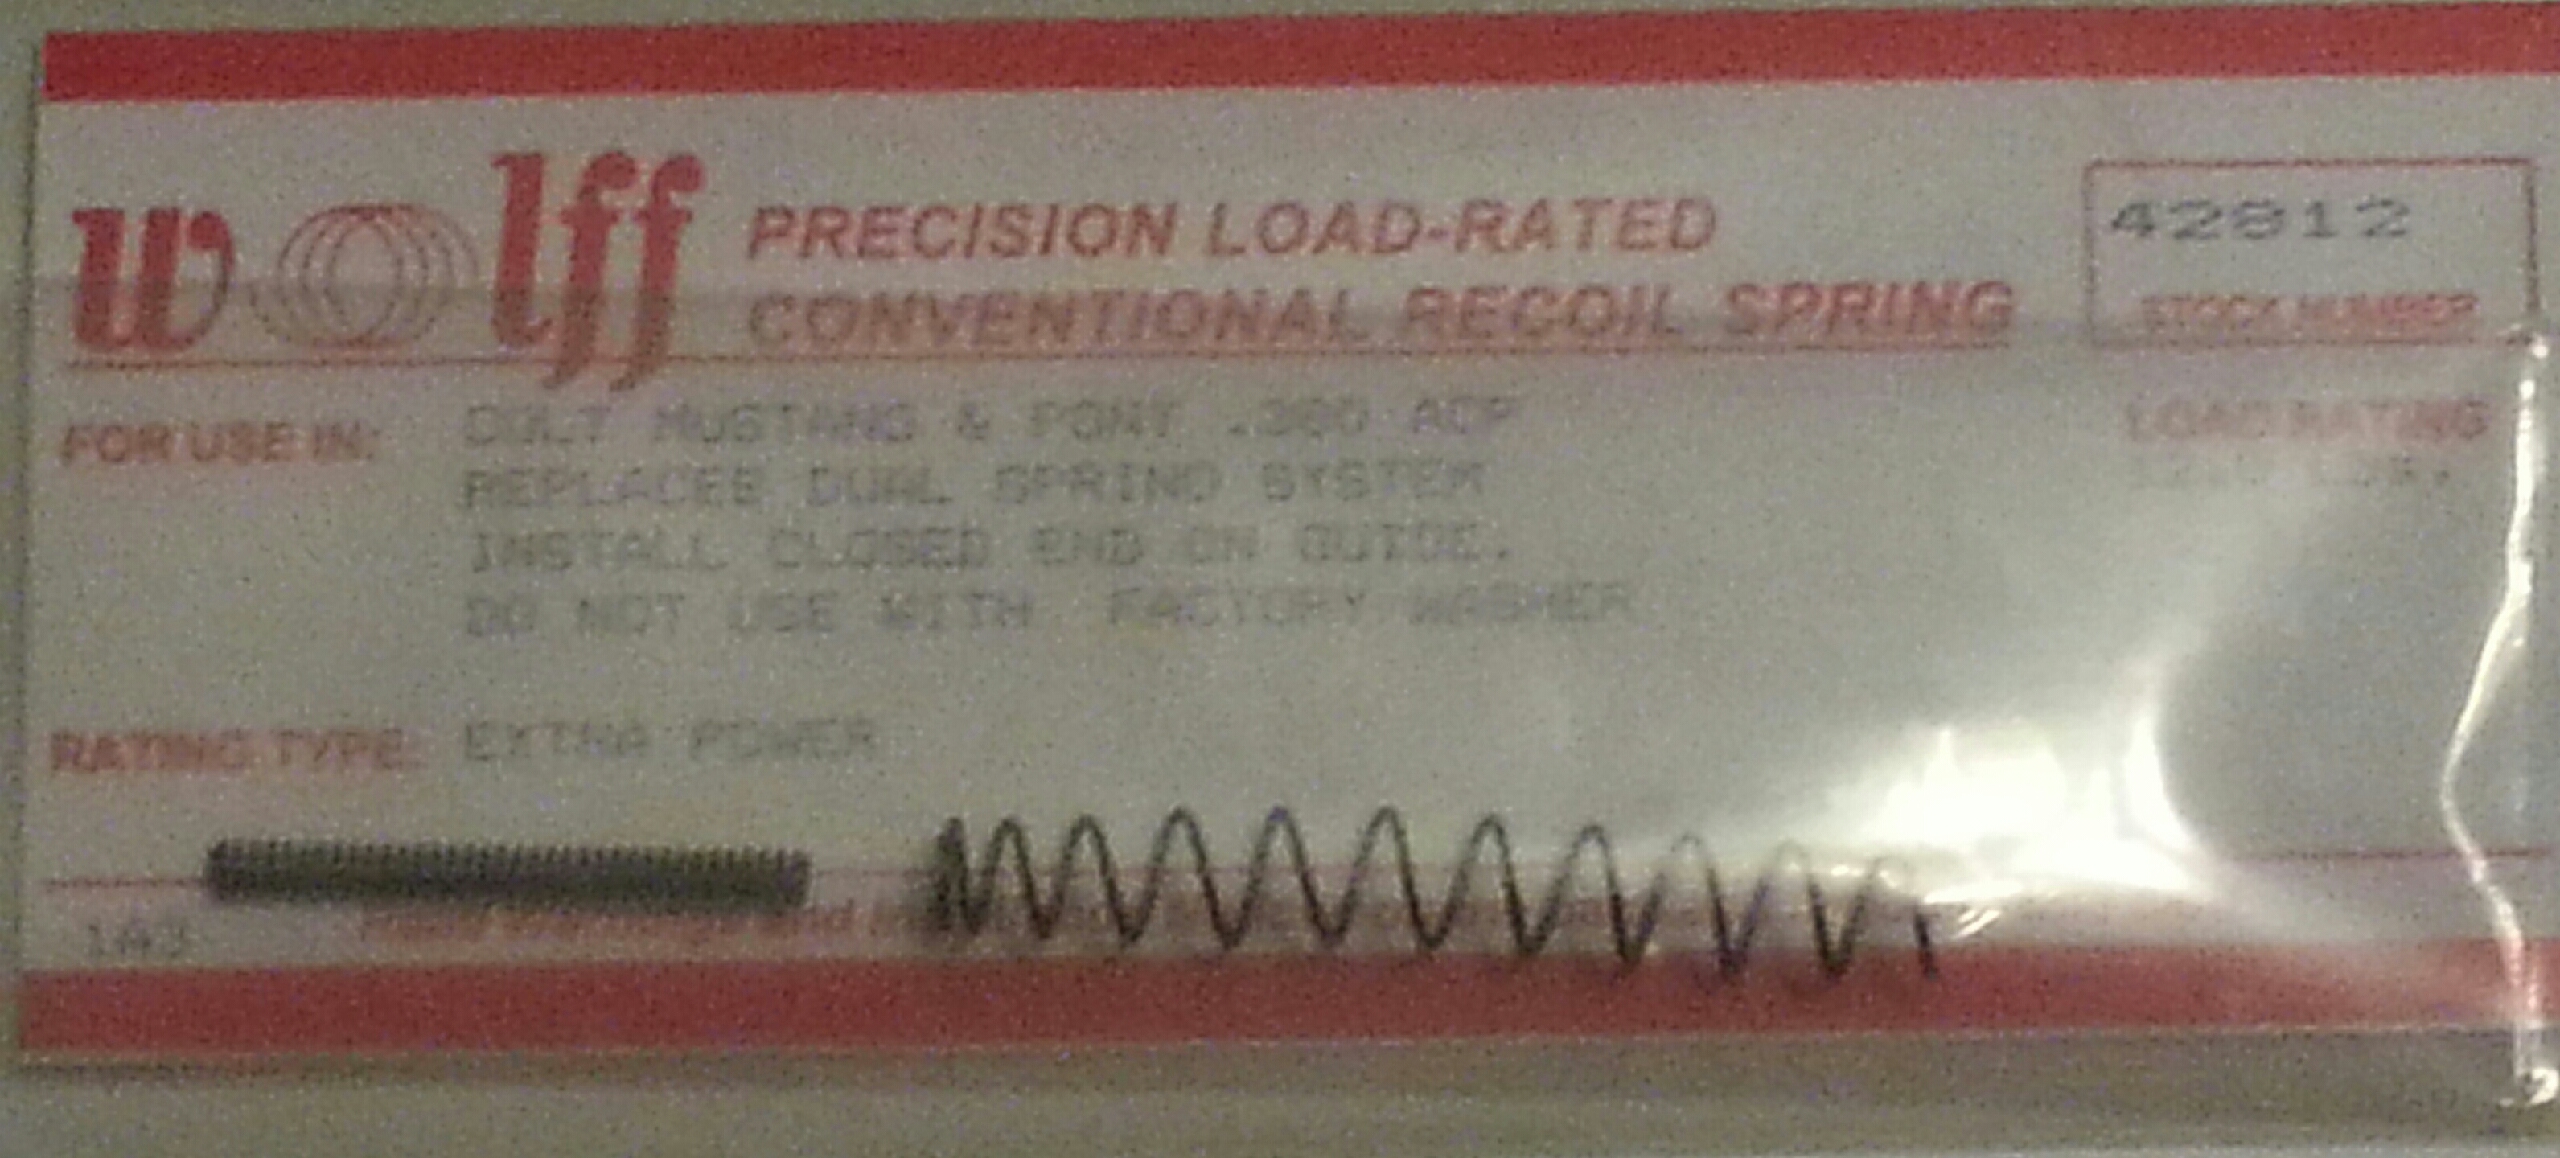 wolff
PRECISION LOAD-RATED
CONVENTIONAL RECOIL SPRING
42812
STOCK NUMBER
FOR USE IN:
COLT MUSTANG & PONY .380 ACP
REPLACES DUAL SPRING SYSTEM
INSTALL CLOSED END ON GUIDE.
DO NOT USE WITH FACTORY WASHER
LOAD RATING
RATING TYPE:
EXTRA POWER